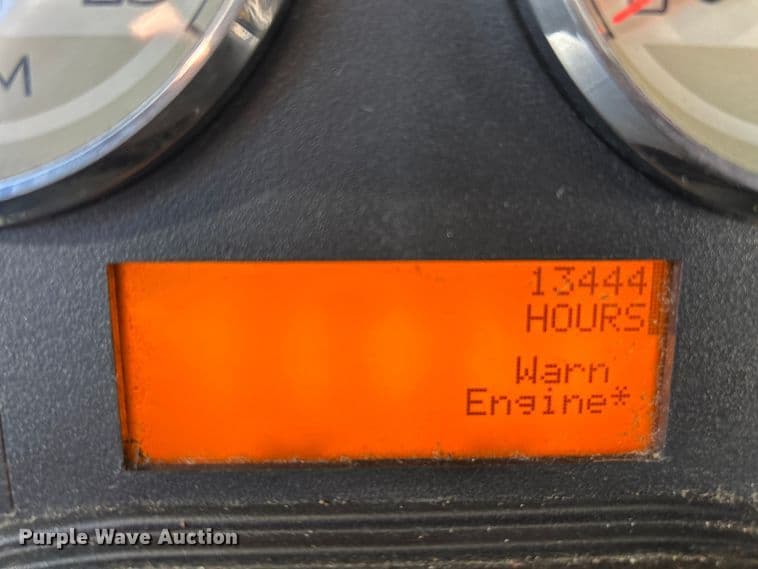 M
13444
HOURS
Warn
Engine*
Purple Wave Auction